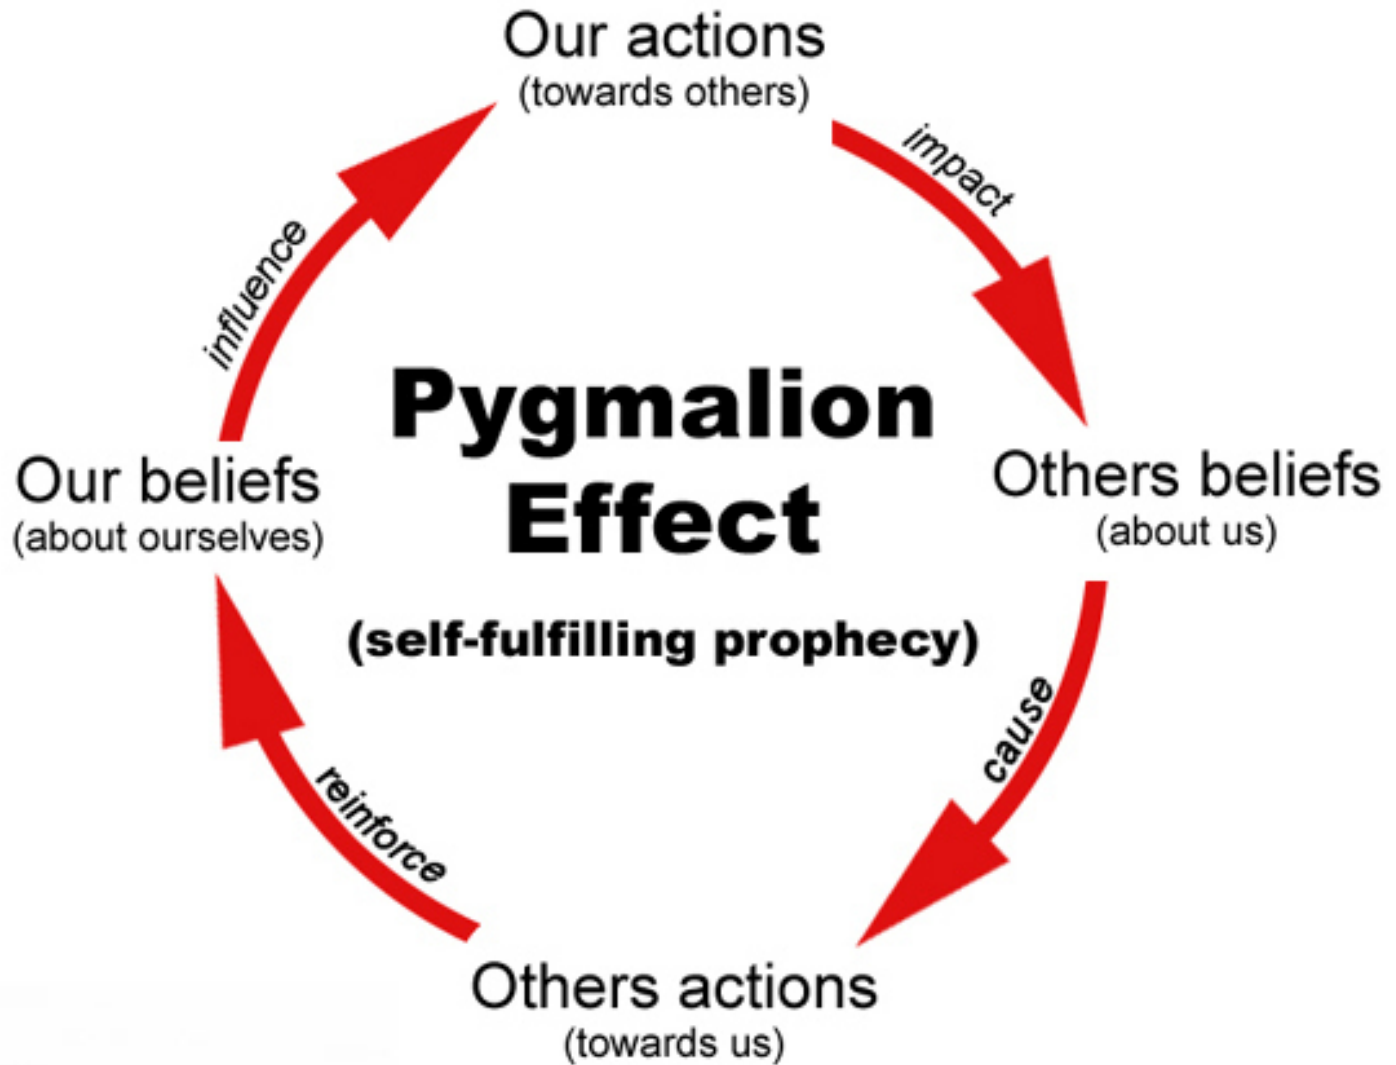 Our actions
(towards others)
impact
influence
Pygmalion
Effect
(self-fulfilling prophecy)
Our beliefs
(about ourselves)
Others beliefs
(about us)
cause
reinforce
Others actions
(towards us)